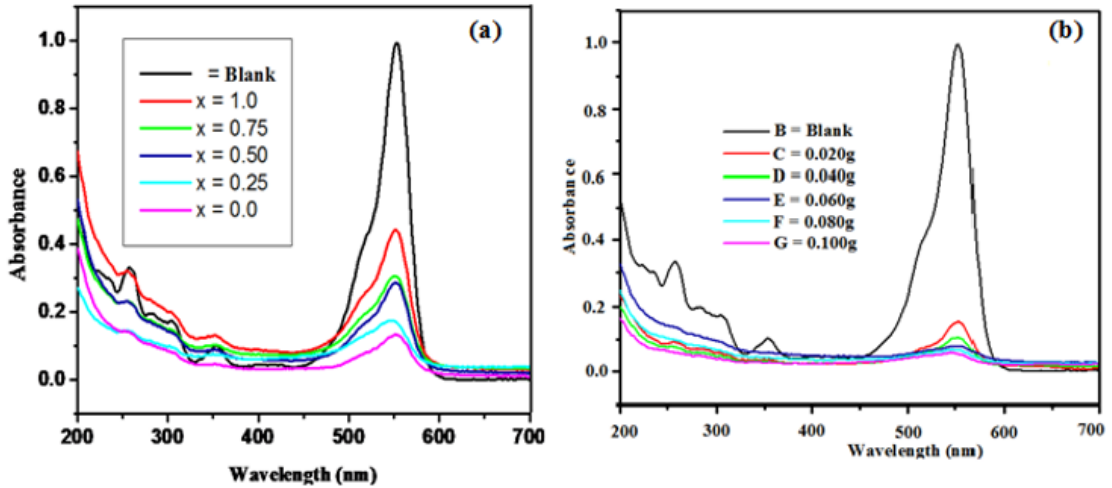 (a)
1.0
0.8
0.6
0.4
0.2
0.0
Absorbance
= Blank
x = 1.0
x = 0.75
x = 0.50
x = 0.25
x = 0.0
200 300 400 500 600 700
Wavelength (nm)
(b)
1.0
0.8
0.6
0.4
0.2
0.0
Absorbance
B = Blank
C = 0.020g
D = 0.040g
E = 0.060g
F = 0.080g
G = 0.100g
200 300 400 500 600 700
Wavelength (nm)